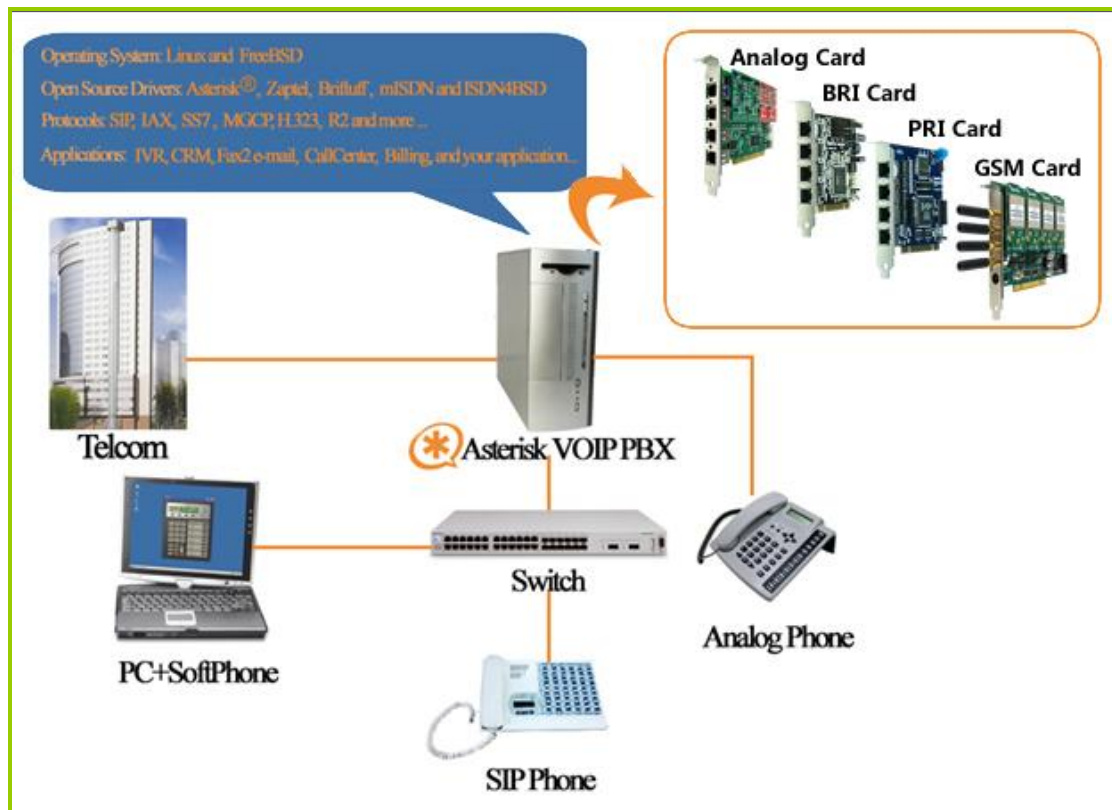 Operating System: Linux and FreeBSD
Open Source Drivers: Asterisk®, Zaptel, Brifluff, mISDN and ISDN4BSD
Protocols: SIP, IAX, SS7, MGCP, H.323, R2 and more ...
Applications: IVR, CRM, Fax2 e-mail, CallCenter, Billing, and your application...
Analog Card
BRI Card
PRI Card
GSM Card
Telcom
Asterisk VOIP PBX
Switch
Analog Phone
PC+SoftPhone
SIP Phone